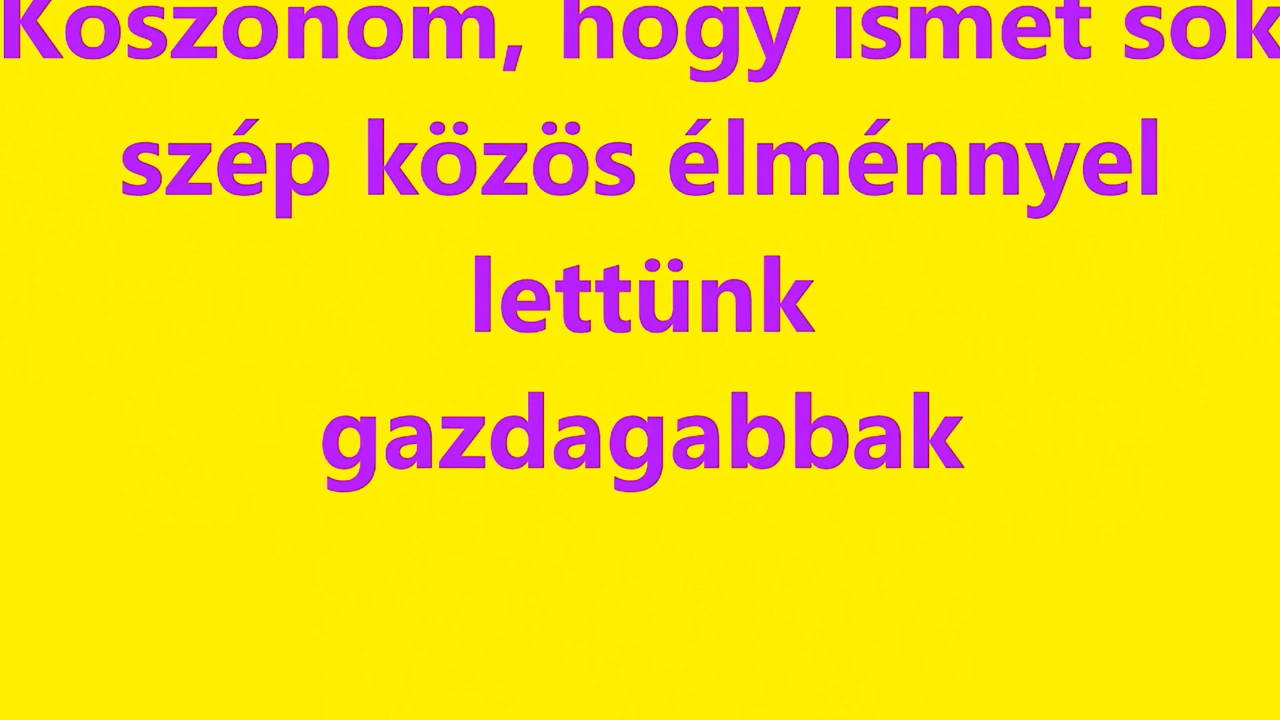 Köszönöm, hogy ismét sok
szép közös élménnyel
lettünk
gazdagabbak